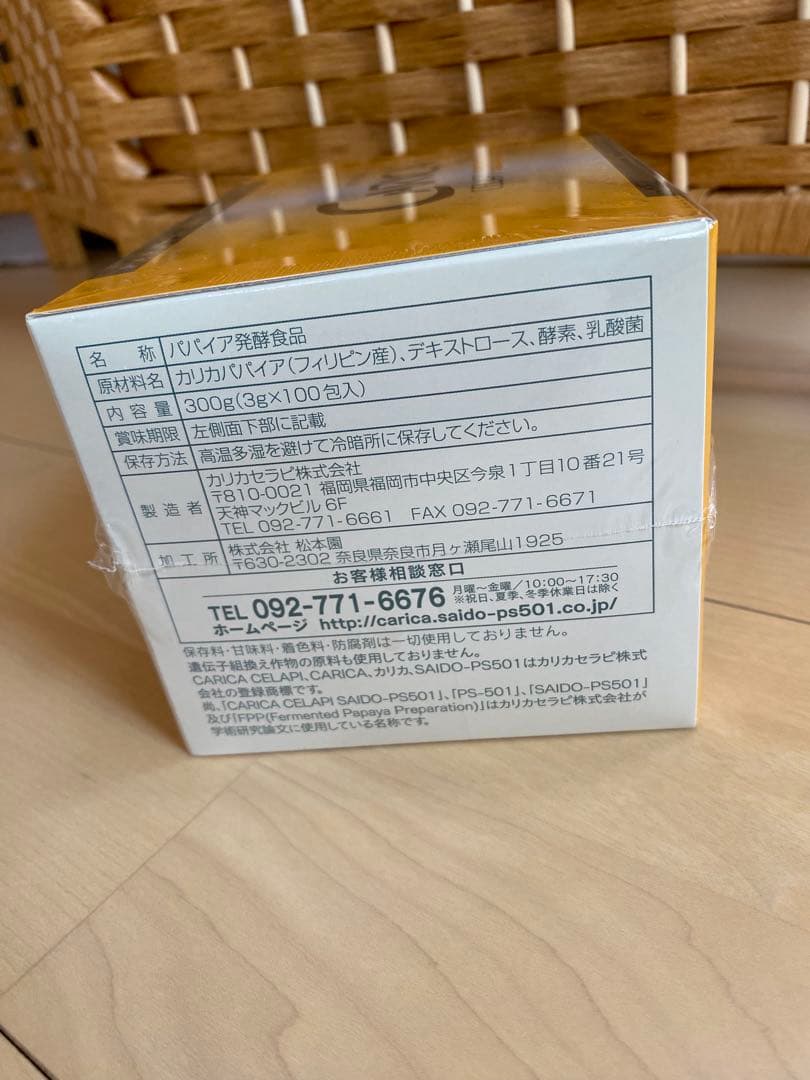 名称 パパイア発酵食品
原材料名 カリカパパイア(フィリピン産)、デキストロース、酵素、乳酸菌
内容量 300g(3g×100包入)
賞味期限 左側面下部に記載
保存方法 高温多湿を避けて冷暗所に保存してください。
製造者 カリカセラピ株式会社
〒810-0021 福岡県福岡市中央区今泉1丁目10番21号
天神マックビル 6F
TEL 092-771-6661 FAX 092-771-6671
加工所 株式会社 松本園
〒630-2302 奈良県奈良市月ヶ瀬尾山1925
お客様相談窓口
TEL 092-771-6676 月曜~金曜/10:00~17:30
※祝日、夏季、冬季休業日は除く
ホームページ http://carica.saido-ps501.co.jp/
保存料・甘味料・着色料・防腐剤は一切使用しておりません。
遺伝子組換え作物の原料も使用しておりません。
CARICA CELAPI、CARICA、カリカ、SAIDO-PS501はカリカセラピ株式
会社の登録商標です。
尚、「CARICA CELAPI SAIDO-PS501」、「PS-501」、「SAIDO-PS501」
及び「FPP(Fermented Papaya Preparation)」はカリカセラピ株式会社が
学術研究論文に使用している名称です。